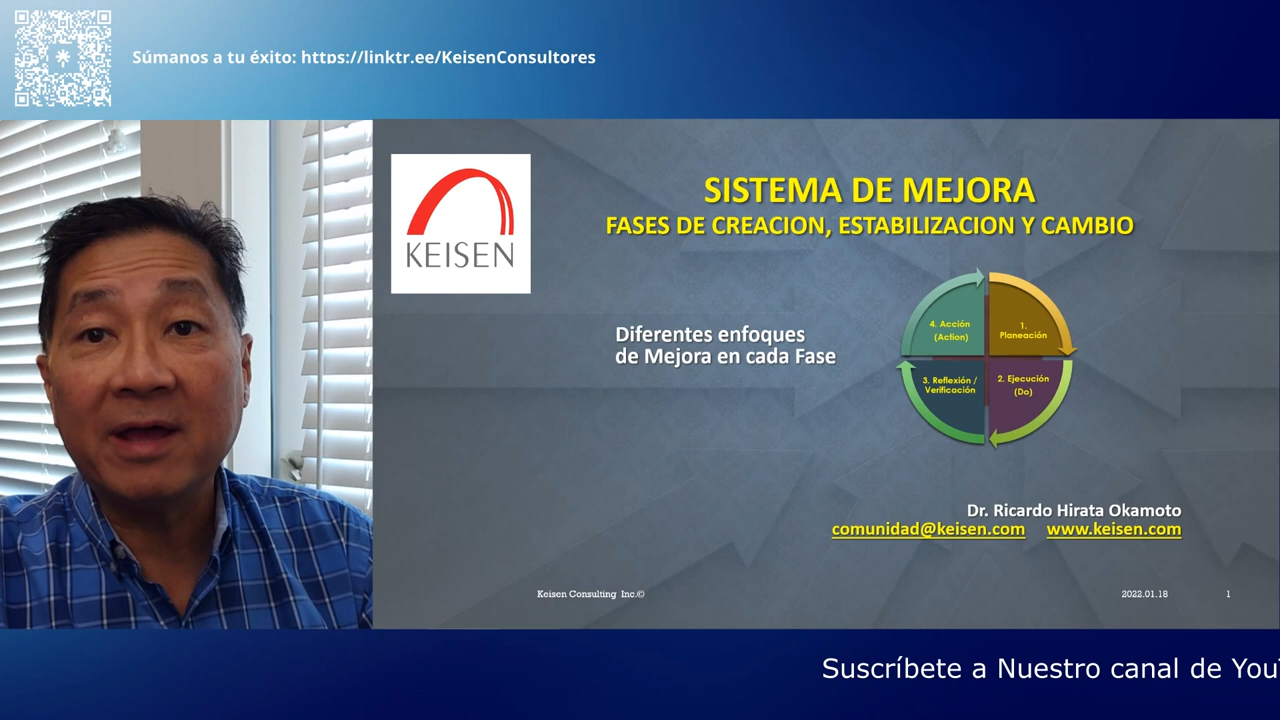 Súmanos a tu éxito: https://linktr.ee/KeisenConsultores
KEISEN
SISTEMA DE MEJORA
FASES DE CREACION, ESTABILIZACION Y CAMBIO
Diferentes enfoques
de Mejora en cada Fase
4. Acción
(Action)
1.
Planeación
3. Reflexión /
Verificación
2. Ejecución
(Do)
Dr. Ricardo Hirata Okamoto
comunidad@keisen.com www.keisen.com
Keisen Consulting Inc.© 2022.01.18 1
Suscríbete a Nuestro canal de You